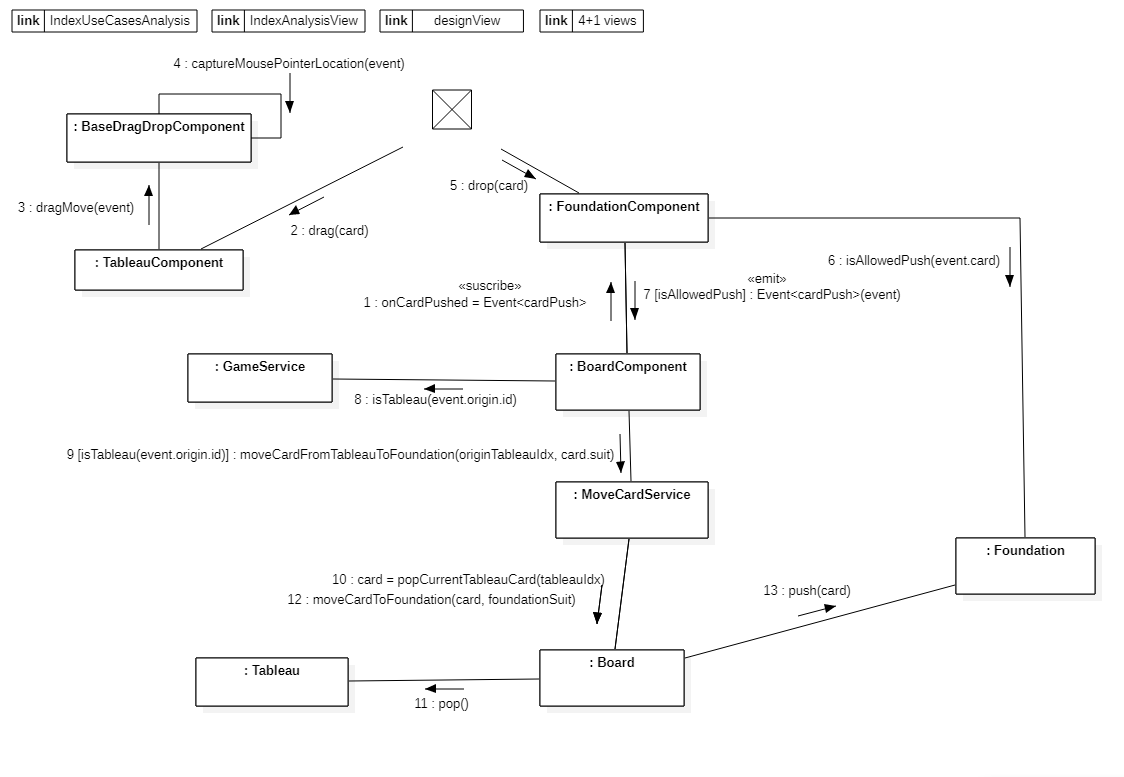 link IndexUseCasesAnalysis
link IndexAnalysisView
link designView
link 4+1 views
4 : captureMousePointerLocation(event)
: BaseDragDropComponent
5 : drop(card)
3 : dragMove(event)
: FoundationComponent
2 : drag(card)
: TableauComponent
6 : isAllowedPush(event.card)
«suscribe»
1 : onCardPushed = Event<cardPush>
«emit»
7 [isAllowedPush] : Event<cardPush>(event)
: GameService
: BoardComponent
8 : isTableau(event.origin.id)
9 [isTableau(event.origin.id)] : moveCardFromTableauToFoundation(originTableauIdx, card.suit)
: MoveCardService
: Foundation
10 : card = popCurrentTableauCard(tableauIdx)
12 : moveCardToFoundation(card, foundationSuit)
13 : push(card)
: Tableau
: Board
11 : pop()